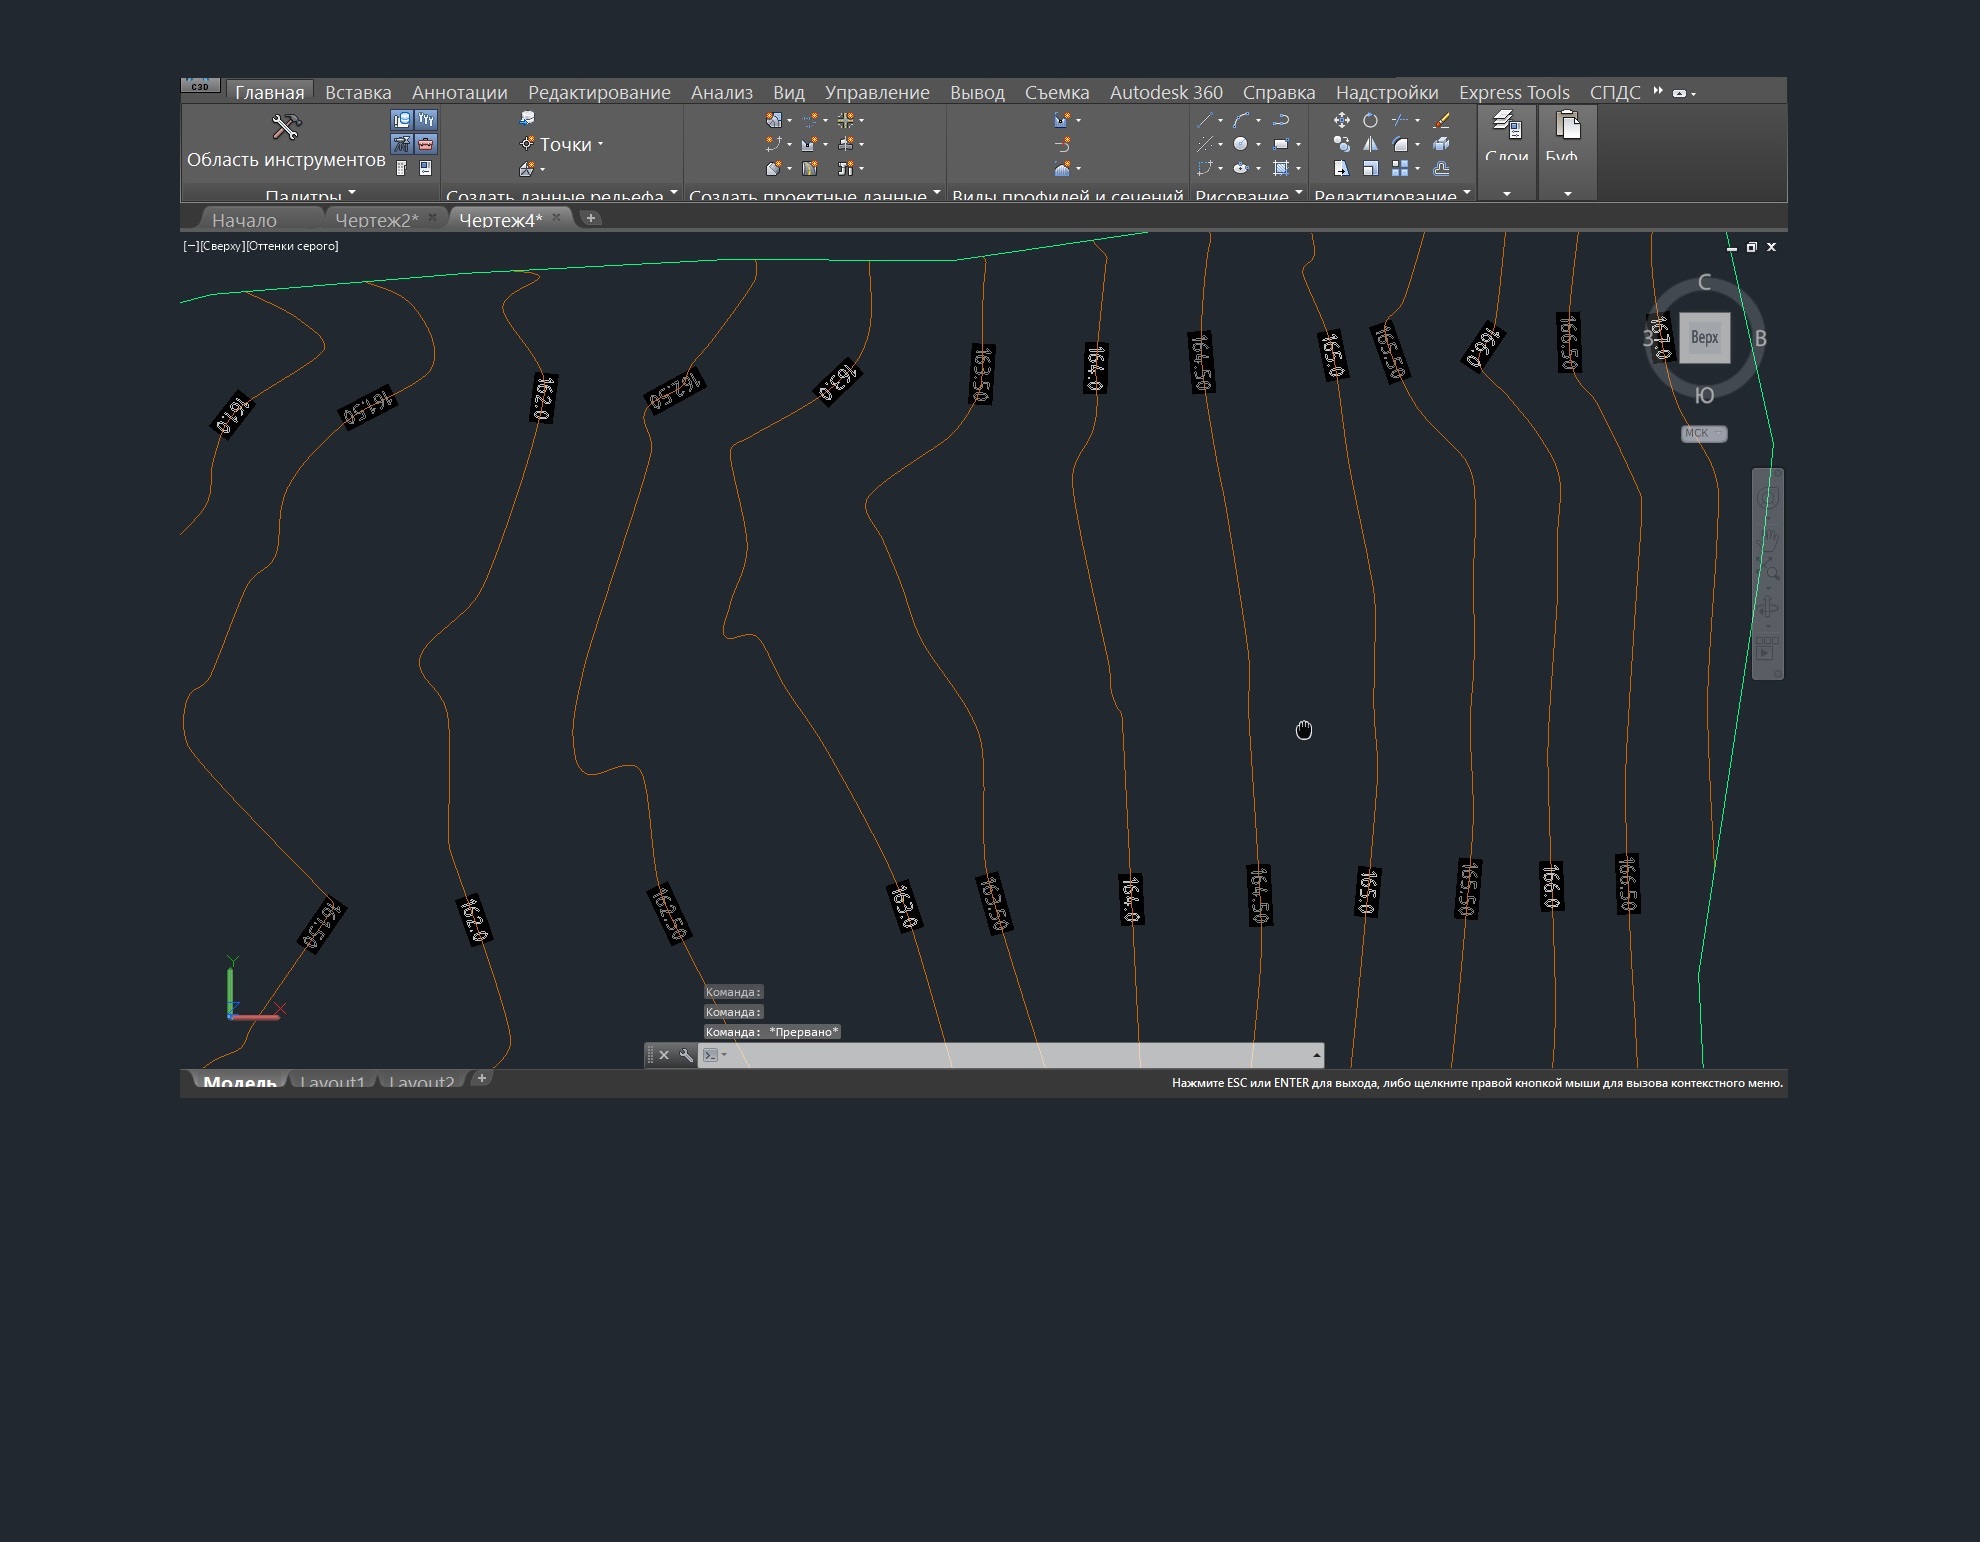 C3D
Главная Вставка Аннотации Редактирование Анализ Вид Управление Вывод Съемка Autodesk 360 Справка Надстройки Express Tools СПДС
Область инструментов
Точки
Слои
Буф
Палитры
Создать данные рельефа
Создать проектные данные
Виды профилей и сечений
Рисование
Редактирование
Начало
Чертеж2*
Чертеж4*
[−][Сверху][Оттенки серого]
С
З
Верх
В
Ю
МСК
161.0
161.50
162.0
162.50
163.0
163.50
164.0
164.50
165.0
165.50
166.0
166.50
167.0
161.50
162.0
162.50
163.0
163.50
164.0
164.50
165.0
165.50
166.0
166.50
Y
X
Команда:
Команда:
Команда: *Прервано*
Модель
Layout1
Layout2
Нажмите ESC или ENTER для выхода, либо щелкните правой кнопкой мыши для вызова контекстного меню.